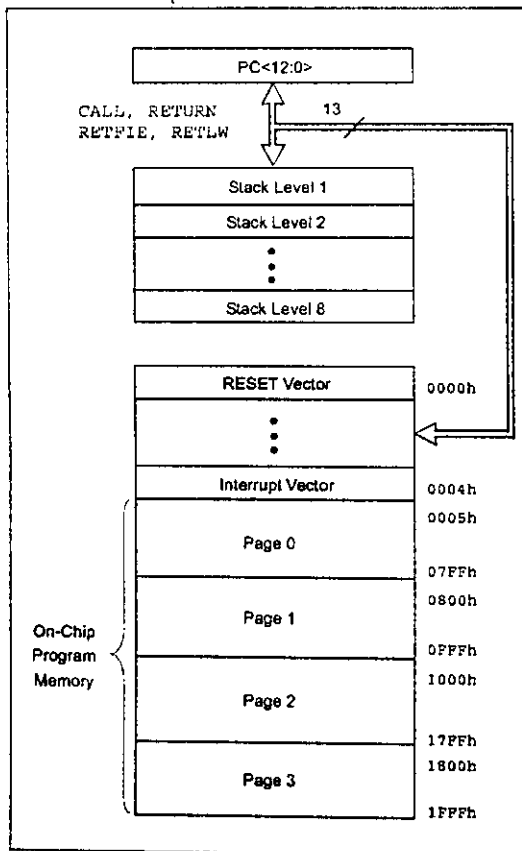 PC<12:0>
CALL, RETURN
RETFIE, RETLW
13
Stack Level 1
Stack Level 2
Stack Level 8
RESET Vector
0000h
Interrupt Vector
0004h
0005h
Page 0
07FFh
0800h
Page 1
0FFFh
On-Chip
Program
Memory
1000h
Page 2
17FFh
1800h
Page 3
1FFFh